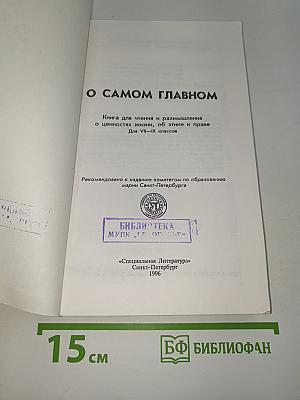 О САМОМ ГЛАВНОМ
Книга для чтения и размышления
о ценностях жизни, об этике и праве
Для VII—IX классов
Рекомендовано к изданию комитетом по образованию
мэрии Санкт-Петербурга
БИБЛИОТЕКА
МУПК
«Специальная Литература»
Санкт-Петербург
1996
15 см
БФ БИБЛИОФАН